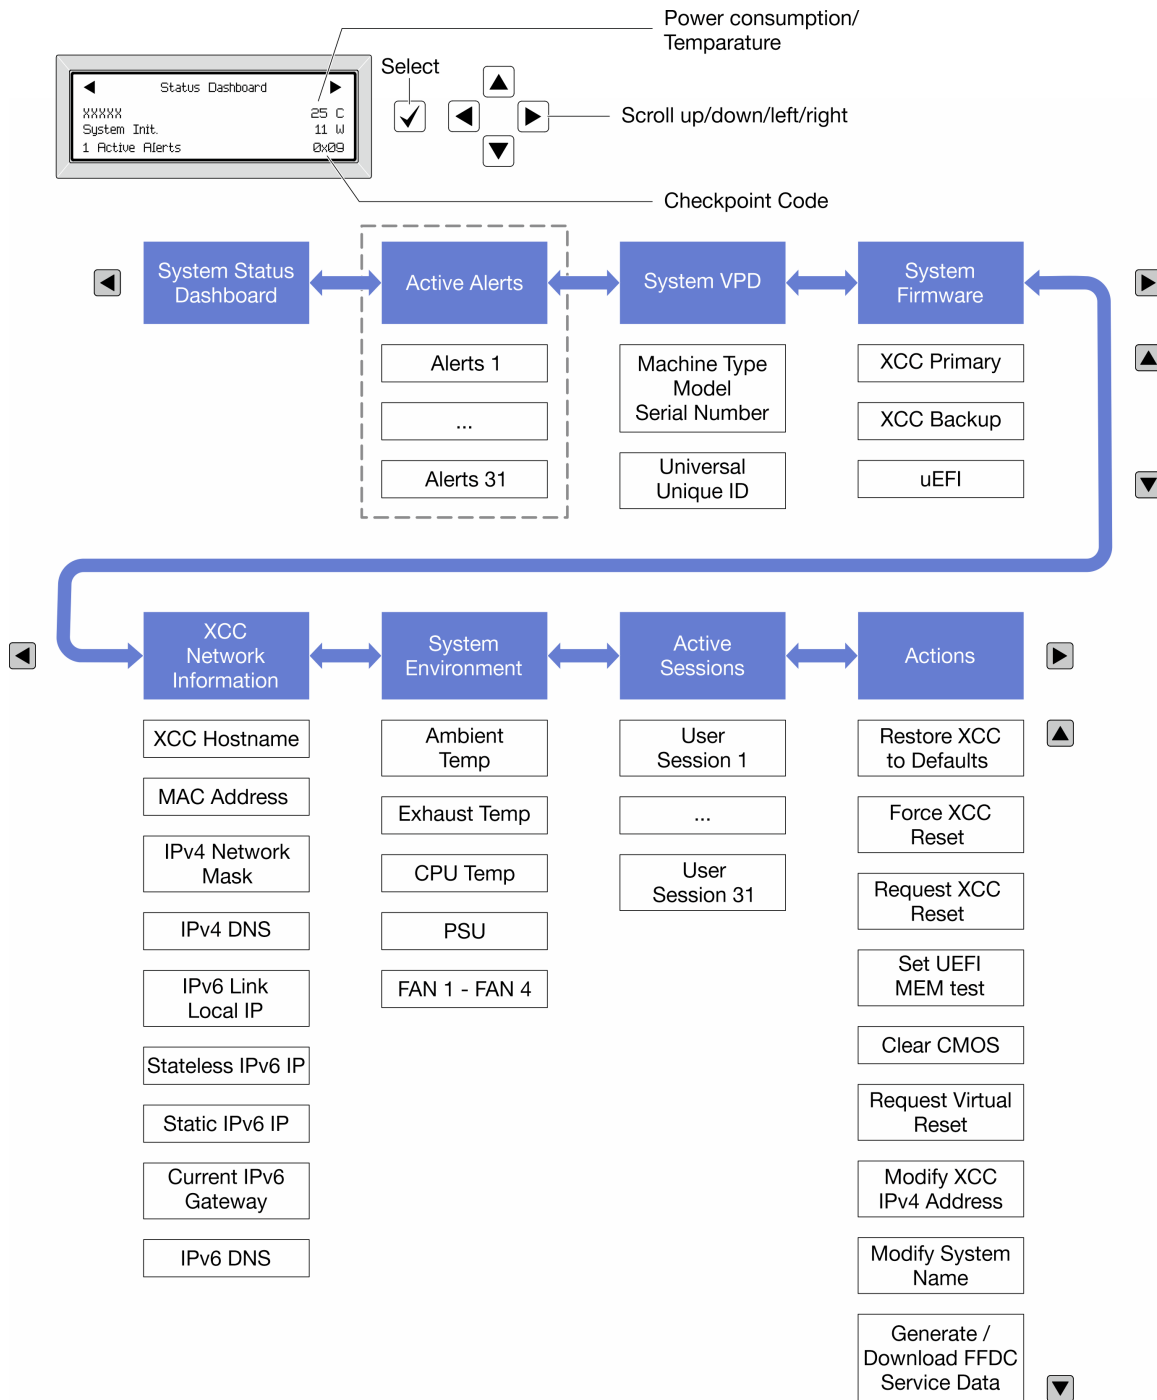 Power consumption/
Temparature
Select
Status Dashboard
XXXXX 25 C
System Init. 11 W
1 Active Alerts 0x09
Scroll up/down/left/right
Checkpoint Code
System Status
Dashboard
Active Alerts
System VPD
System
Firmware
Alerts 1
...
Alerts 31
Machine Type
Model
Serial Number
Universal
Unique ID
XCC Primary
XCC Backup
uEFI
XCC
Network
Information
System
Environment
Active
Sessions
Actions
XCC Hostname
MAC Address
IPv4 Network
Mask
IPv4 DNS
IPv6 Link
Local IP
Stateless IPv6 IP
Static IPv6 IP
Current IPv6
Gateway
IPv6 DNS
Ambient
Temp
Exhaust Temp
CPU Temp
PSU
FAN 1 - FAN 4
User
Session 1
...
User
Session 31
Restore XCC
to Defaults
Force XCC
Reset
Request XCC
Reset
Set UEFI
MEM test
Clear CMOS
Request Virtual
Reset
Modify XCC
IPv4 Address
Modify System
Name
Generate /
Download FFDC
Service Data